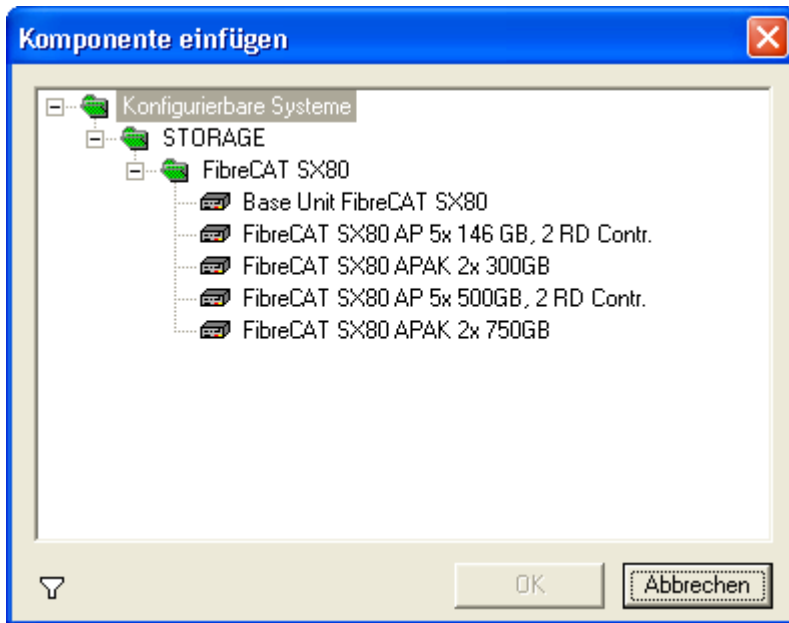 Komponente einfügen
Konfigurierbare Systeme
STORAGE
FibreCAT SX80
Base Unit FibreCAT SX80
FibreCAT SX80 AP 5x 146 GB, 2 RD Contr.
FibreCAT SX80 APAK 2x 300GB
FibreCAT SX80 AP 5x 500GB, 2 RD Contr.
FibreCAT SX80 APAK 2x 750GB
OK Abbrechen